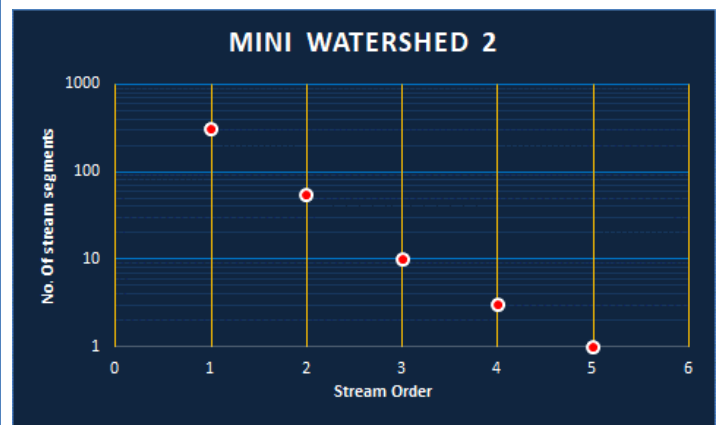 MINI WATERSHED 2
No. Of stream segments
1000
100
10
1
0 1 2 3 4 5 6
Stream Order